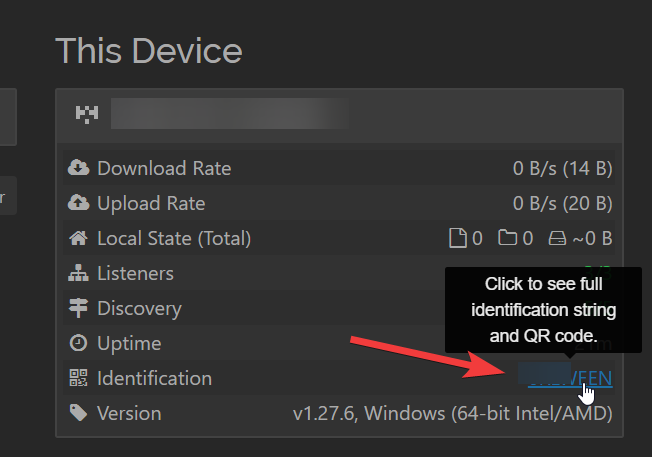 This Device
Download Rate 0 B/s (14 B)
Upload Rate 0 B/s (20 B)
Local State (Total) 0 0 ~0 B
Listeners
Click to see full
identification string
and QR code.
Discovery
Uptime
Identification
Version v1.27.6, Windows (64-bit Intel/AMD)